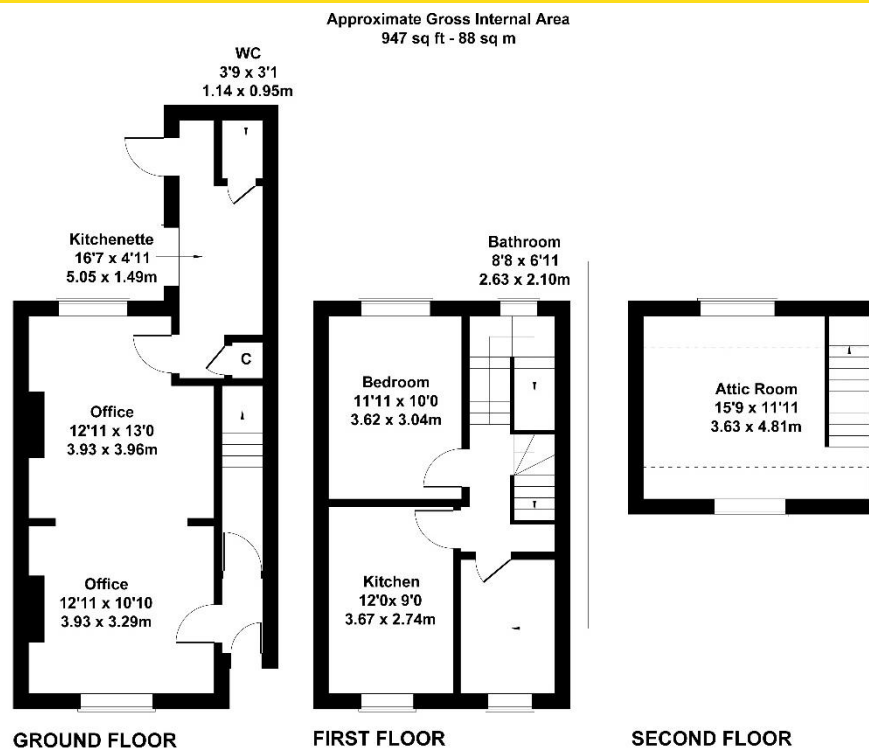 Approximate Gross Internal Area
947 sq ft - 88 sq m
WC
3'9 x 3'1
1.14 x 0.95m
Kitchenette
16'7 x 4'11
5.05 x 1.49m
C
Office
12'11 x 13'0
3.93 x 3.96m
Office
12'11 x 10'10
3.93 x 3.29m
GROUND FLOOR
Bathroom
8'8 x 6'11
2.63 x 2.10m
Bedroom
11'11 x 10'0
3.62 x 3.04m
Kitchen
12'0x 9'0
3.67 x 2.74m
FIRST FLOOR
Attic Room
15'9 x 11'11
3.63 x 4.81m
SECOND FLOOR